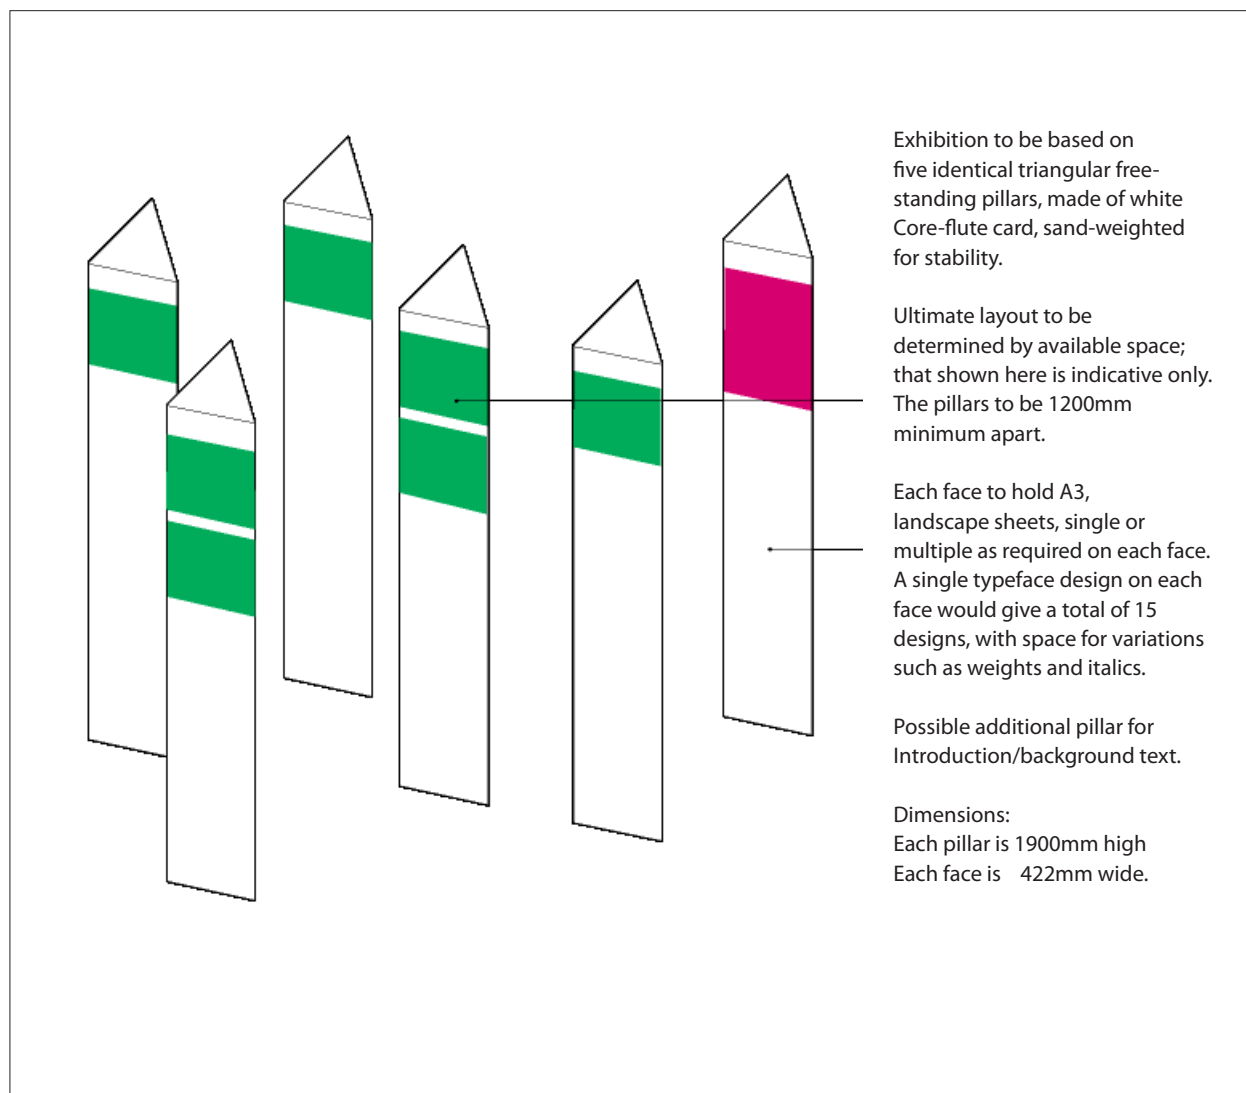 Exhibition to be based on
five identical triangular free-
standing pillars, made of white
Core-flute card, sand-weighted
for stability.
Ultimate layout to be
determined by available space;
that shown here is indicative only.
The pillars to be 1200mm
minimum apart.
Each face to hold A3,
landscape sheets, single or
multiple as required on each face.
A single typeface design on each
face would give a total of 15
designs, with space for variations
such as weights and italics.
Possible additional pillar for
Introduction/background text.
Dimensions:
Each pillar is 1900mm high
Each face is 422mm wide.